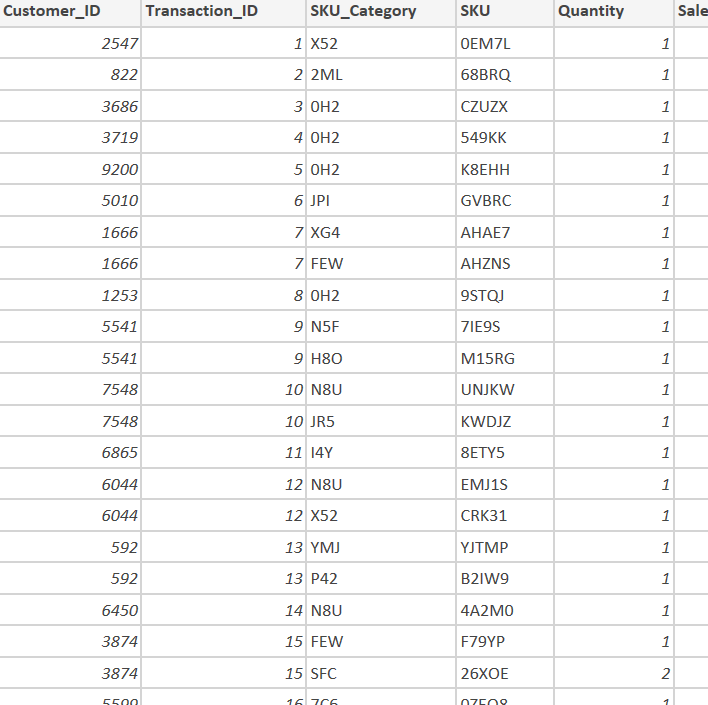 Customer_ID Transaction_ID SKU_Category SKU Quantity Sale
2547 1 X52 0EM7L 1
822 2 2ML 68BRQ 1
3686 3 0H2 CZUZX 1
3719 4 0H2 549KK 1
9200 5 0H2 K8EHH 1
5010 6 JPI GVBRC 1
1666 7 XG4 AHAE7 1
1666 7 FEW AHZNS 1
1253 8 0H2 9STQJ 1
5541 9 N5F 7IE9S 1
5541 9 H8O M15RG 1
7548 10 N8U UNJKW 1
7548 10 JR5 KWDJZ 1
6865 11 I4Y 8ETY5 1
6044 12 N8U EMJ1S 1
6044 12 X52 CRK31 1
592 13 YMJ YJTMP 1
592 13 P42 B2IW9 1
6450 14 N8U 4A2M0 1
3874 15 FEW F79YP 1
3874 15 SFC 26XOE 2
16 1